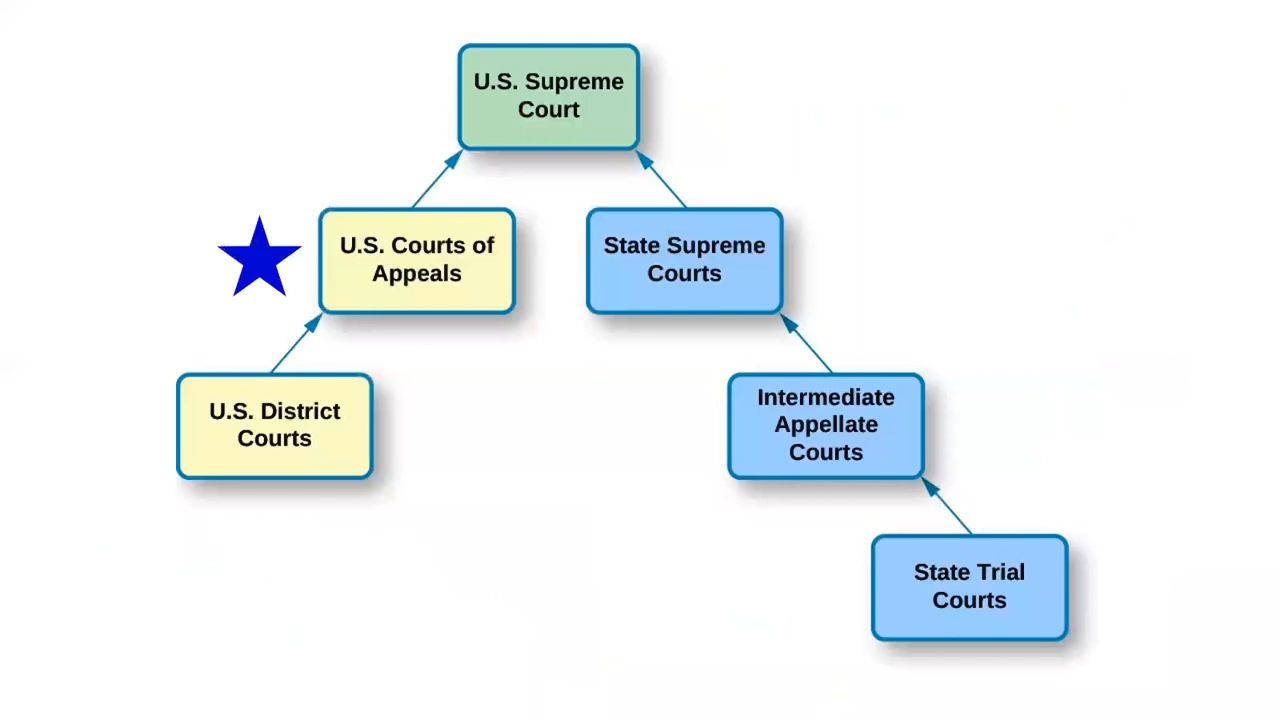 U.S. Supreme
Court
U.S. Courts of
Appeals
State Supreme
Courts
U.S. District
Courts
Intermediate
Appellate
Courts
State Trial
Courts